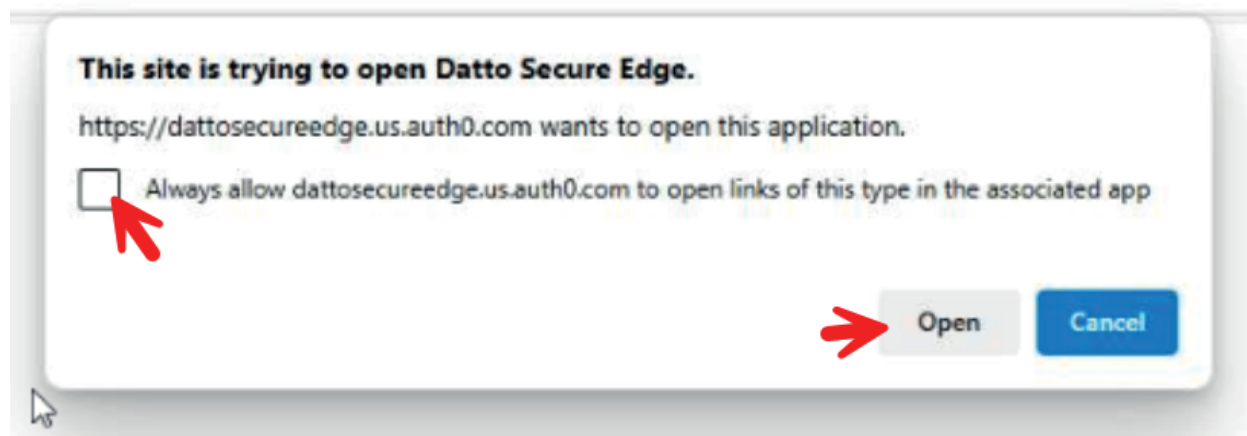 This site is trying to open Datto Secure Edge.
https://dattosecureedge.us.auth0.com wants to open this application.
Always allow dattosecureedge.us.auth0.com to open links of this type in the associated app
Open
Cancel